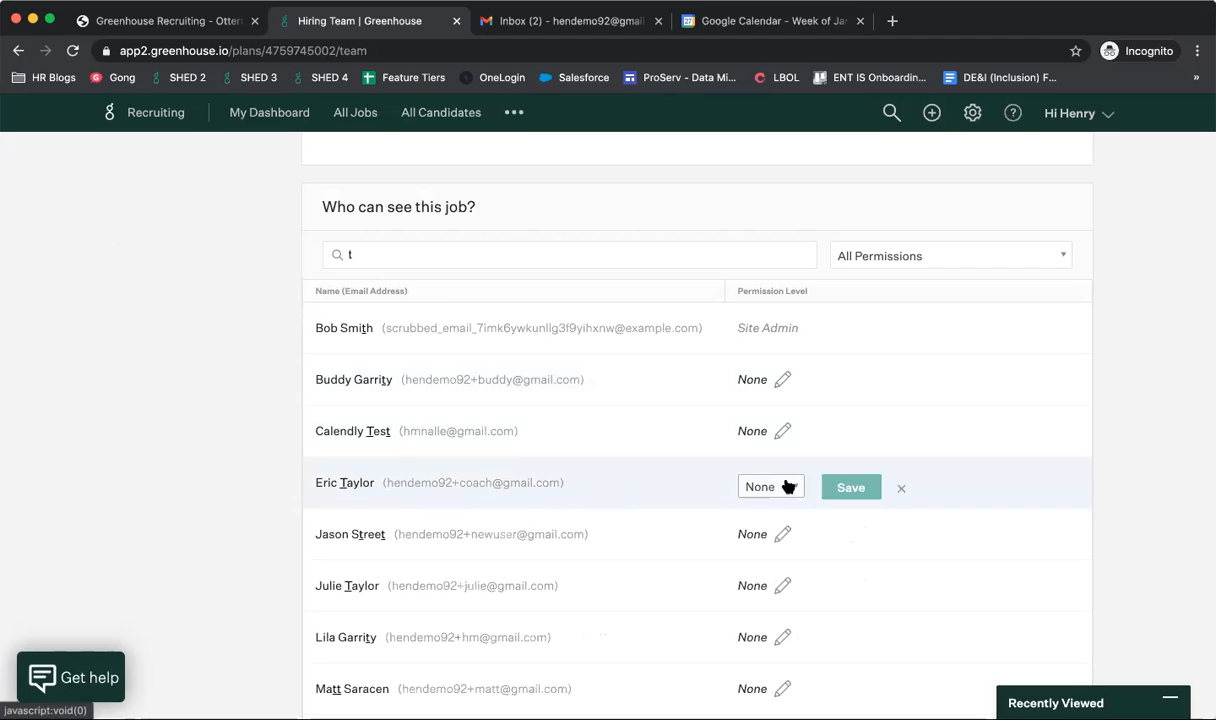 Greenhouse Recruiting - Otter
Hiring Team | Greenhouse
Inbox (2) - hendemo92@gmail
Google Calendar - Week of Jan
app2.greenhouse.io/plans/4759745002/team
Incognito
HR Blogs
Gong
SHED 2
SHED 3
SHED 4
Feature Tiers
OneLogin
Salesforce
ProServ - Data Mi...
LBOL
ENT IS Onboardin...
DE&I (Inclusion) F...
»
Recruiting
My Dashboard
All Jobs
All Candidates
Hi Henry
Who can see this job?
t
All Permissions
Name (Email Address)
Permission Level
Bob Smith (scrubbed_email_7imk6ywkunllg3f9yihxnw@example.com)
Site Admin
Buddy Garrity (hendemo92+buddy@gmail.com)
None
Calendly Test (hmnalle@gmail.com)
None
Eric Taylor (hendemo92+coach@gmail.com)
None
Save
Jason Street (hendemo92+newuser@gmail.com)
None
Julie Taylor (hendemo92+julie@gmail.com)
None
Lila Garrity (hendemo92+hm@gmail.com)
None
Matt Saracen (hendemo92+matt@gmail.com)
None
Get help
Recently Viewed
javascript:void(0)